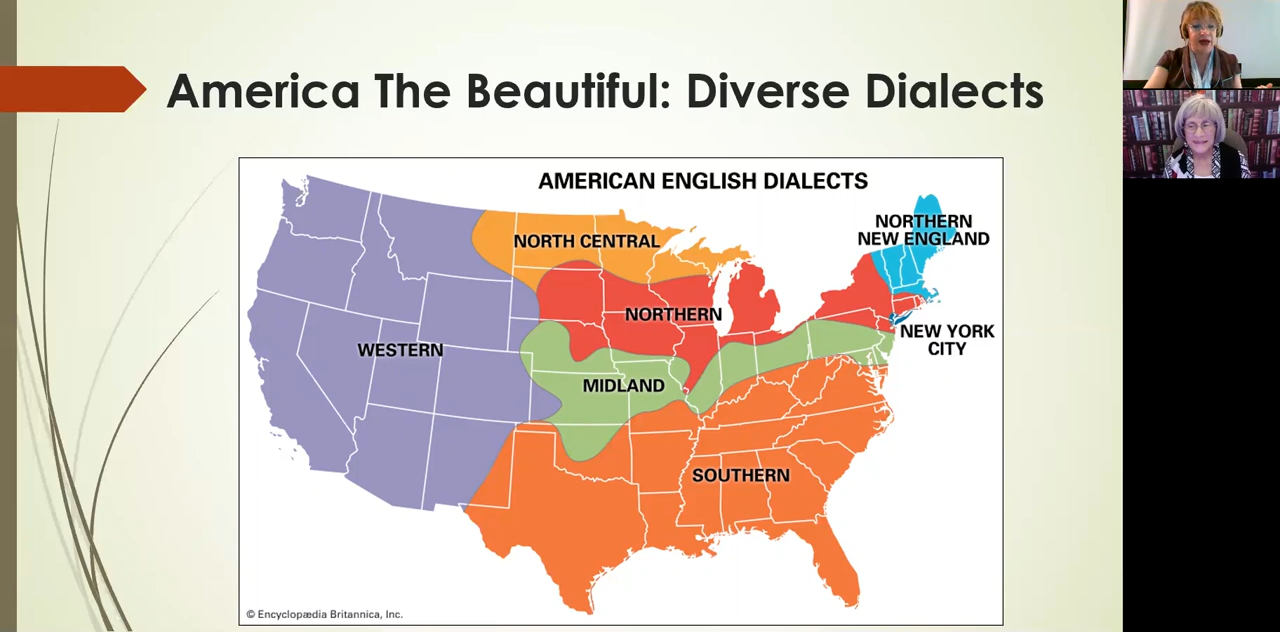 America The Beautiful: Diverse Dialects
AMERICAN ENGLISH DIALECTS
NORTHERN
NEW ENGLAND
NORTH CENTRAL
NORTHERN
NEW YORK
CITY
WESTERN
MIDLAND
SOUTHERN
© Encyclopædia Britannica, Inc.